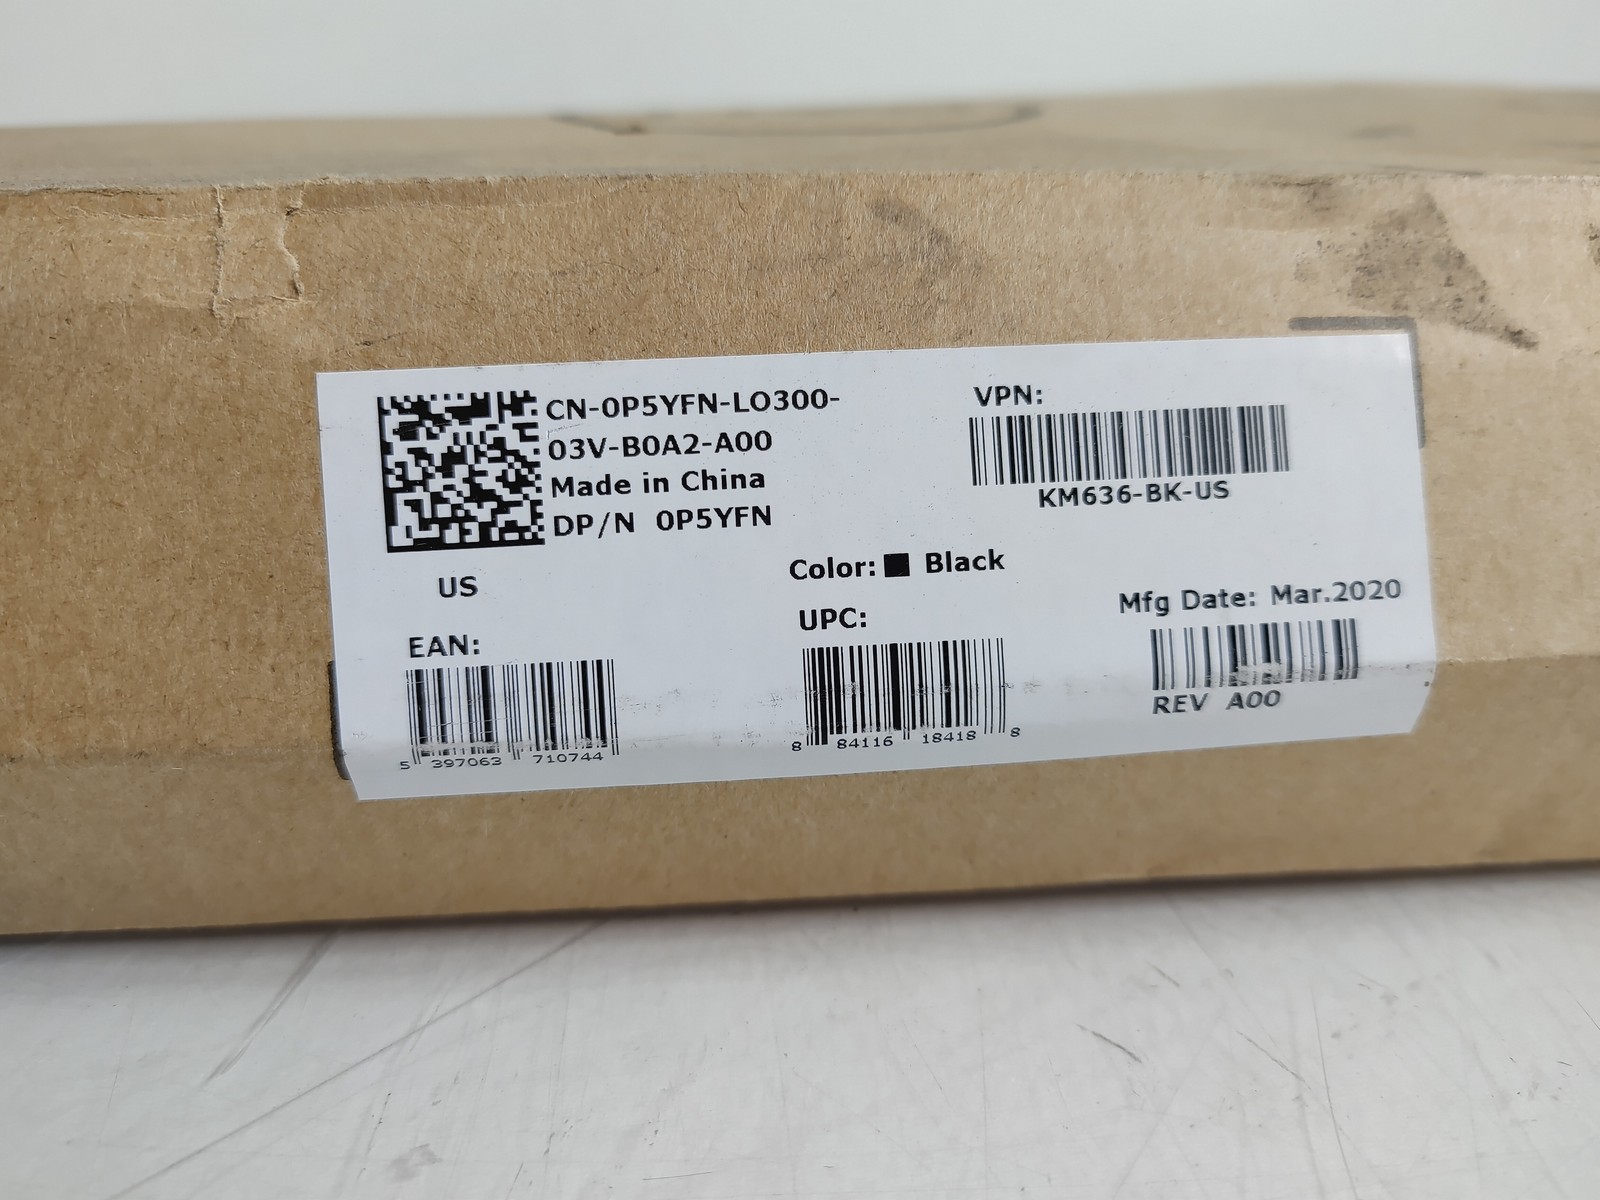 CN-0P5YFN-LO300-
03V-B0A2-A00
Made in China
DP/N 0P5YFN
US
VPN:
KM636-BK-US
Color: Black
Mfg Date: Mar.2020
REV A00
EAN:
5 397063 710744
UPC:
8 84116 18418 8